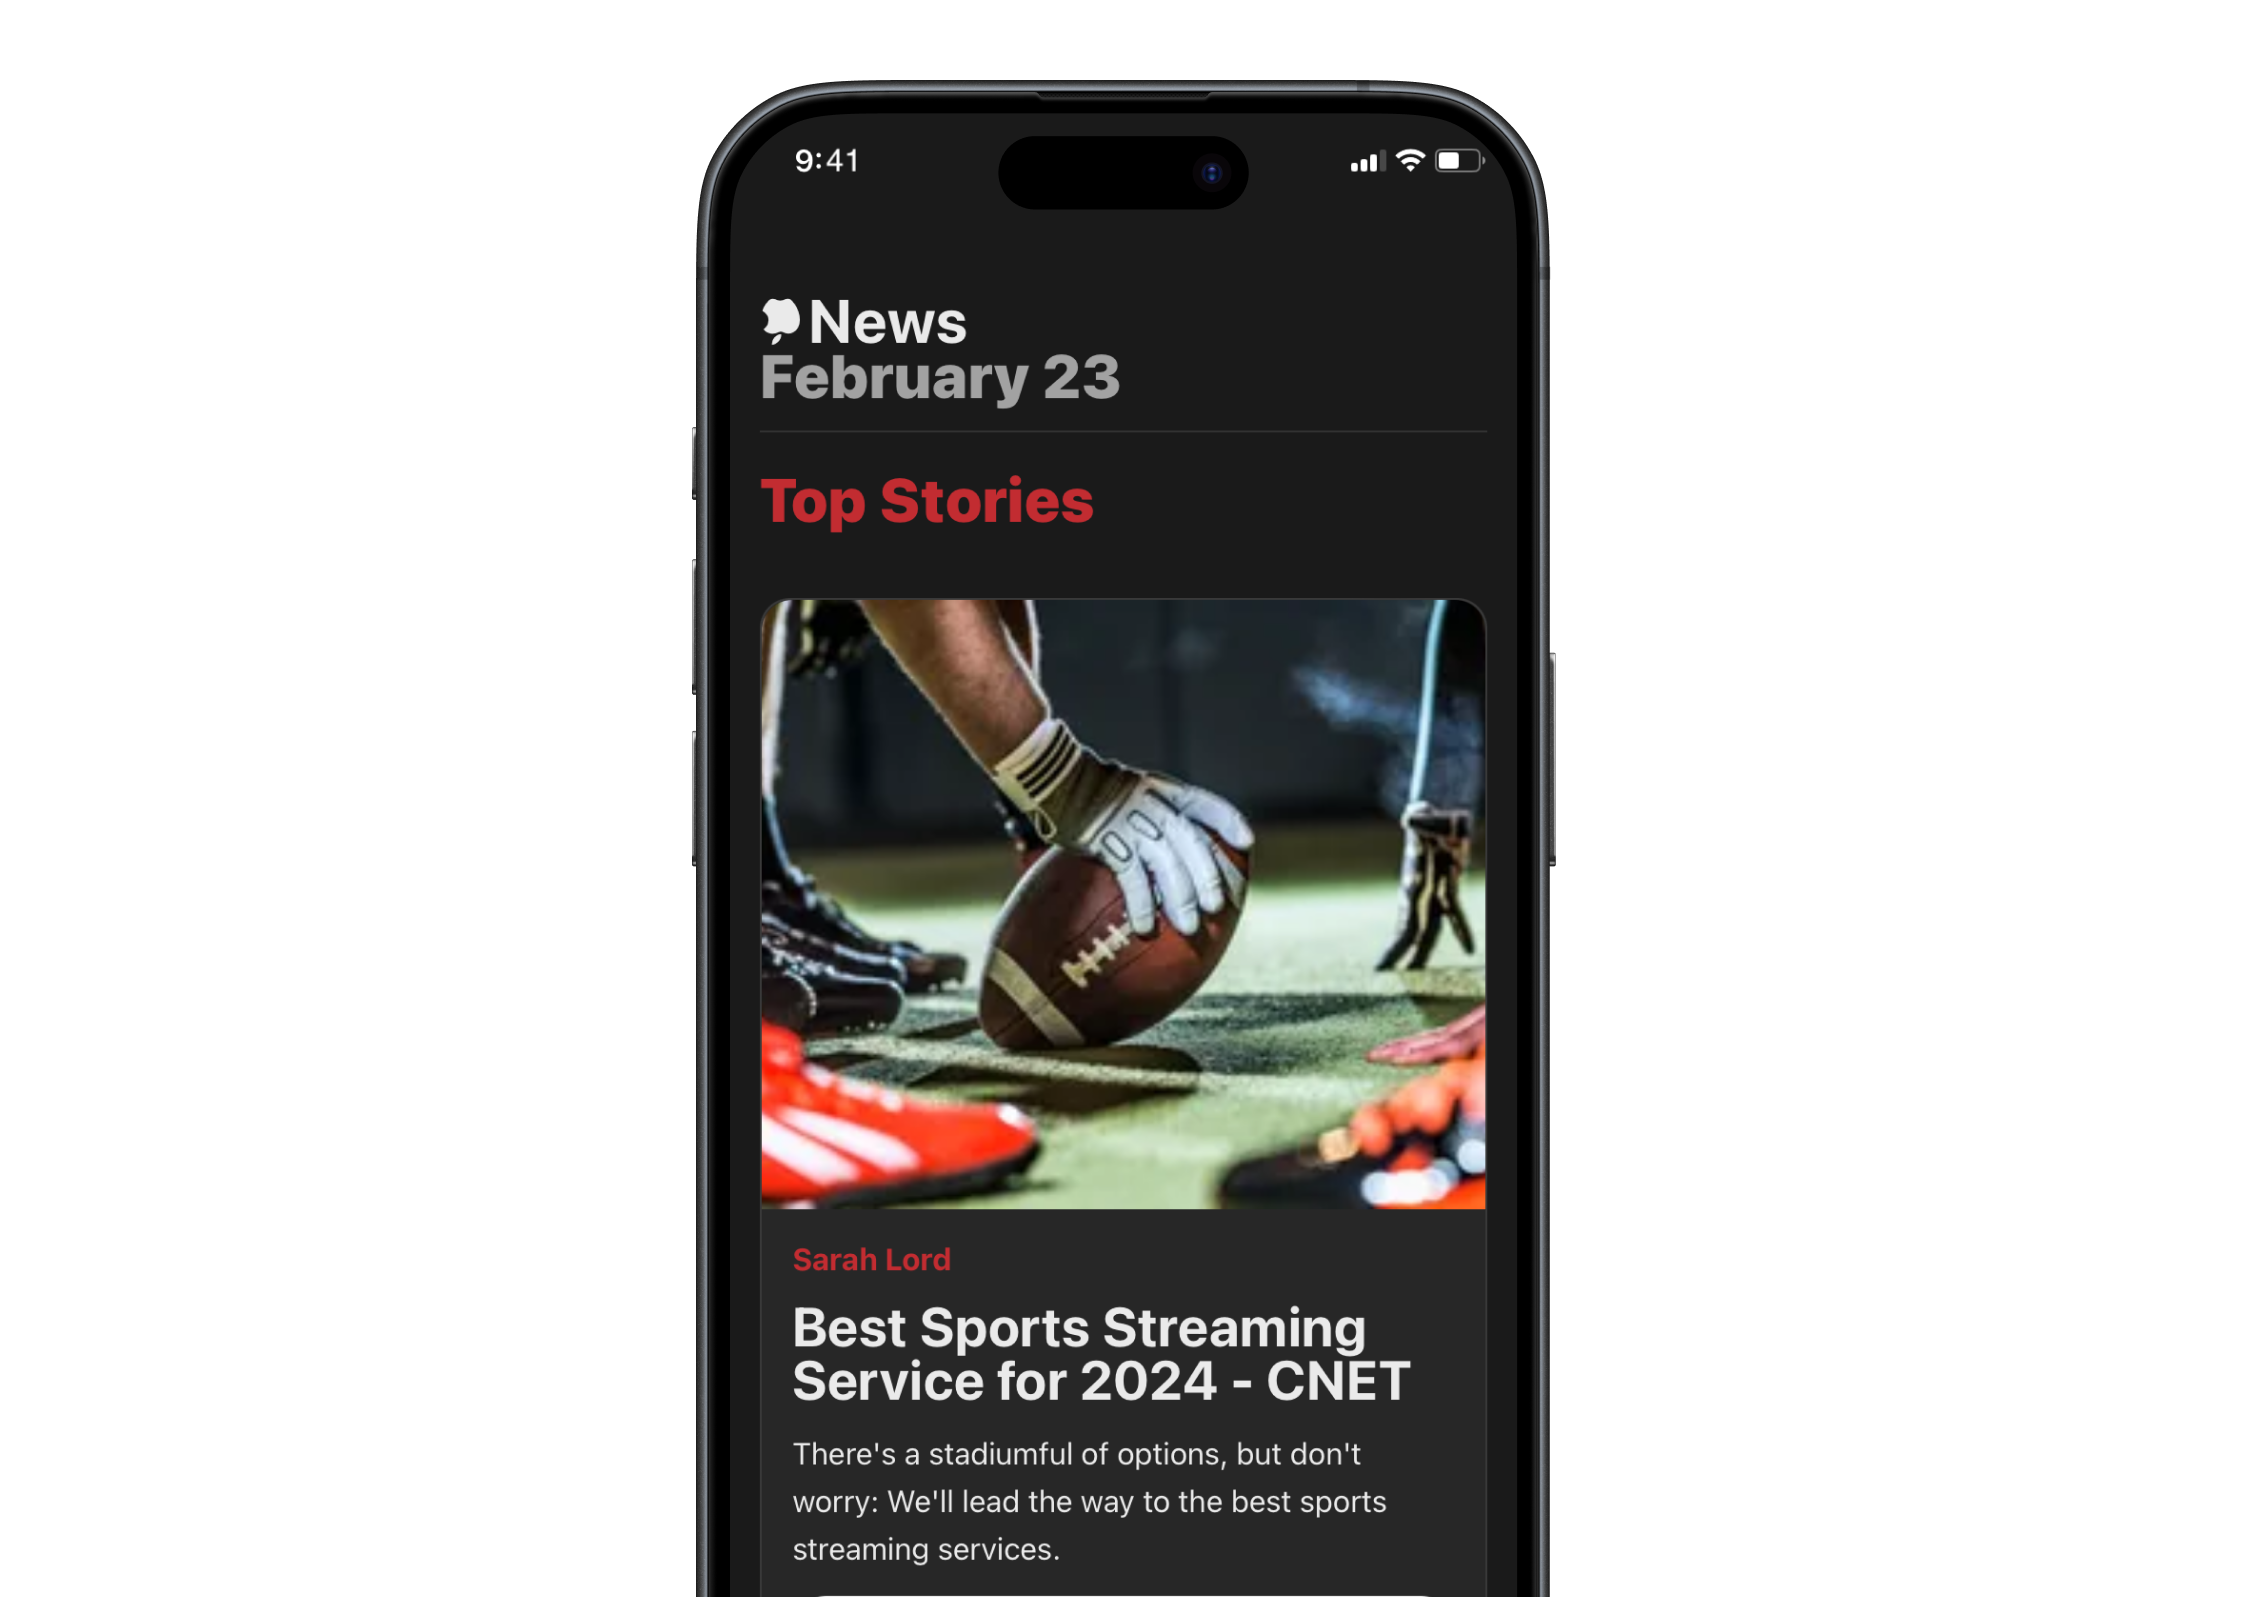 9:41
News
February 23
Top Stories
Sarah Lord
Best Sports Streaming
Service for 2024 - CNET
There's a stadiumful of options, but don't
worry: We'll lead the way to the best sports
streaming services.